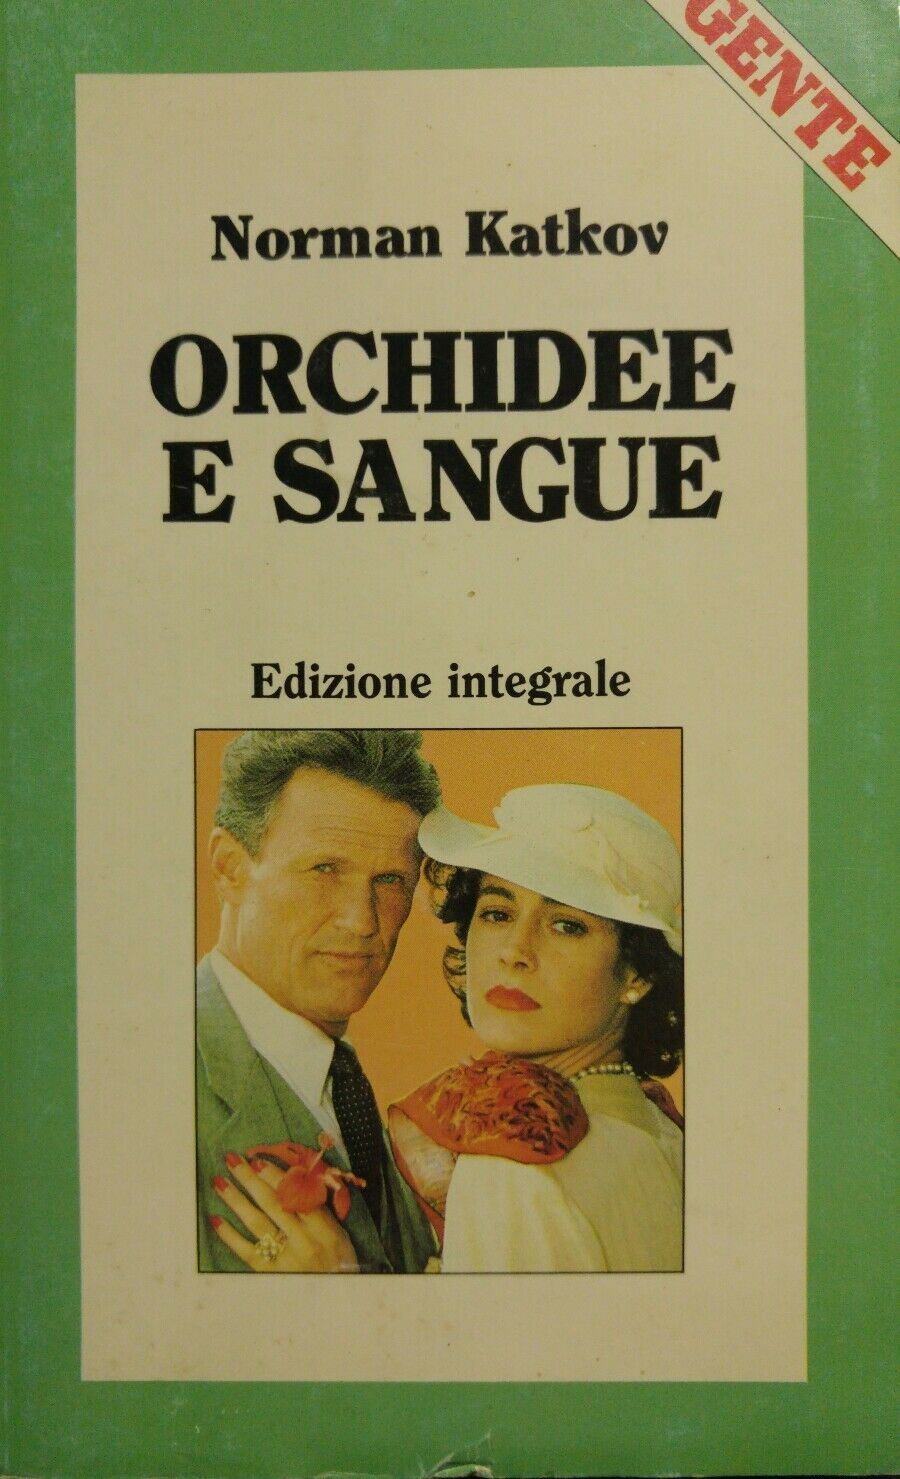 GENTE
Norman Katkov
ORCHIDEE
E SANGUE
Edizione integrale